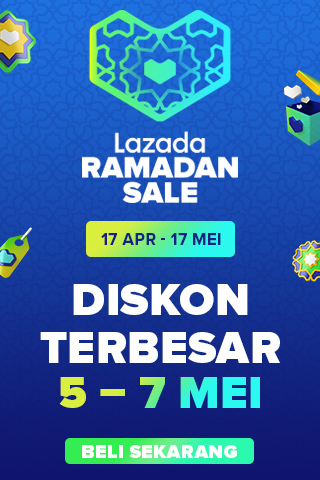 Lazada
RAMADAN
SALE
17 APR - 17 MEI
DISKON
TERBESAR
5 – 7 MEI
BELI SEKARANG